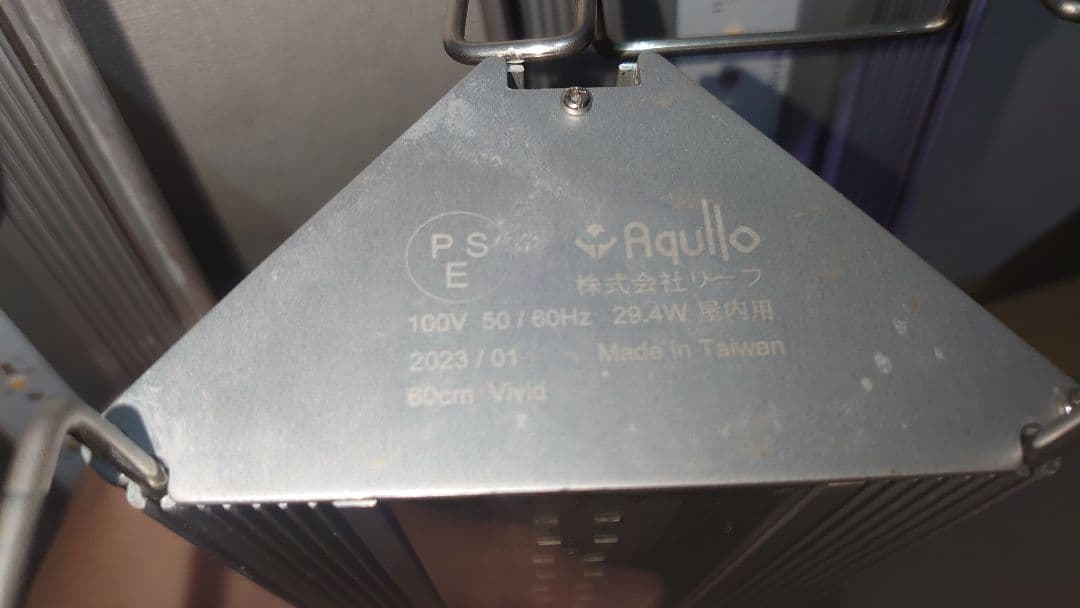 PSE Aqullo
株式会社リーフ
100V 50 / 60Hz 29.4W 屋内用
2023 / 01 Made in Taiwan
60cm Vivid